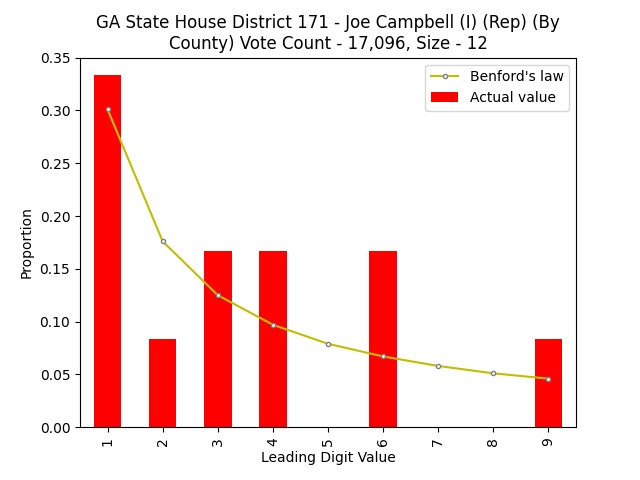 GA State House District 171 - Joe Campbell (I) (Rep) (By
County) Vote Count - 17,096, Size - 12
Benford's law
Actual value
0.35
0.30
0.25
0.20
0.15
0.10
0.05
0.00
Proportion
1 2 3 4 5 6 7 8 9
Leading Digit Value